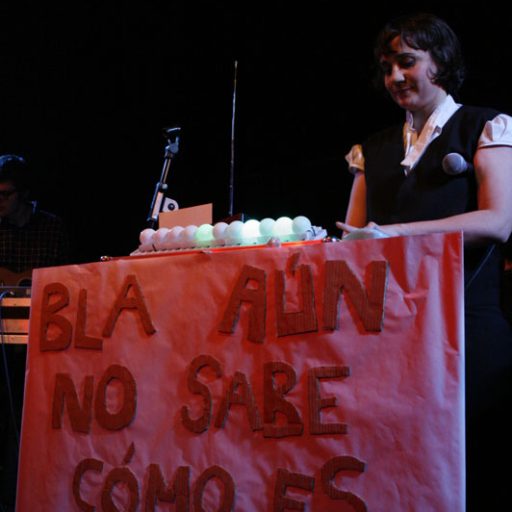 BLA AÚN
NO SABE
CÓMO ES